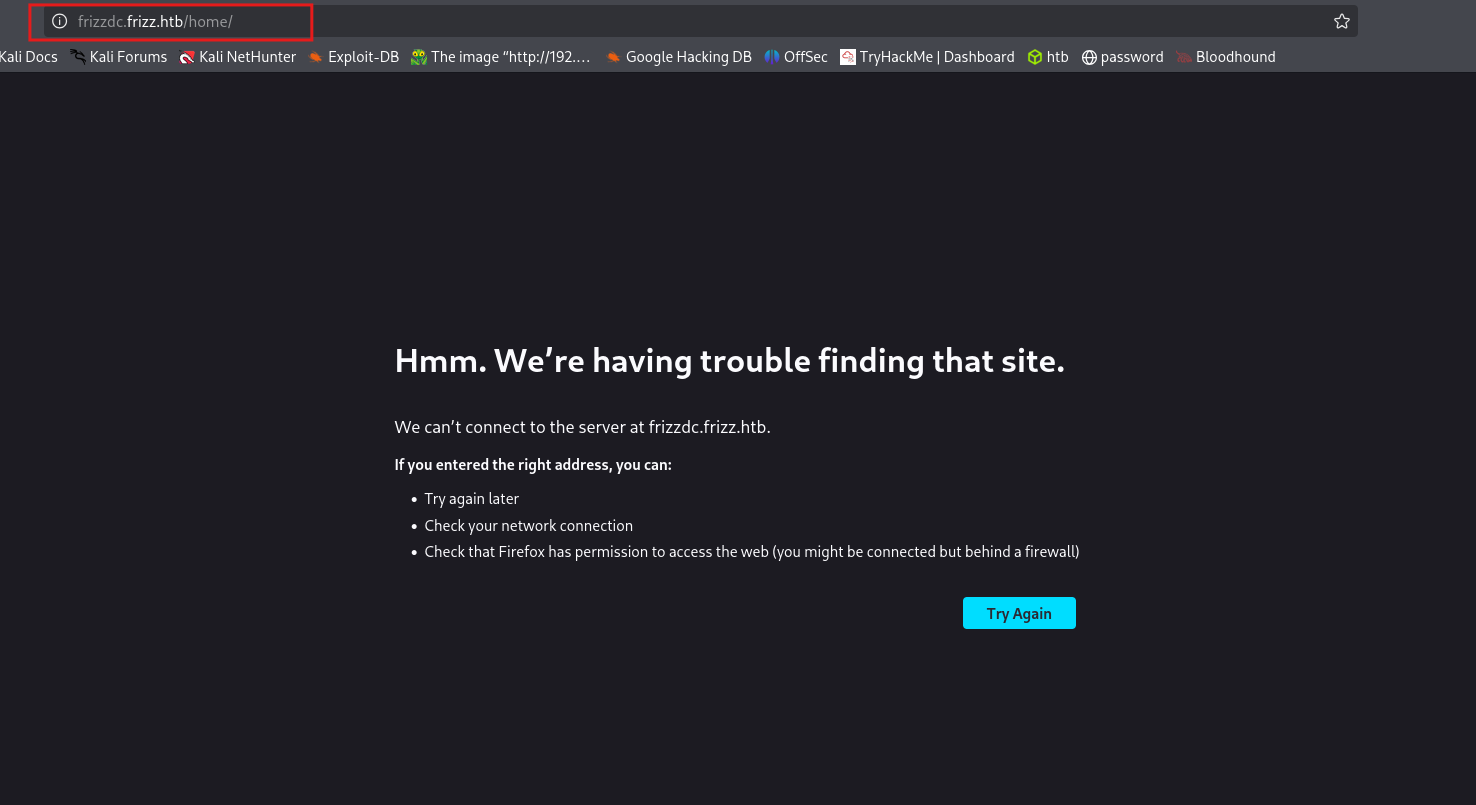 frizzdc.frizz.htb/home/
Kali Docs Kali Forums Kali NetHunter Exploit-DB The image “http://192.… Google Hacking DB OffSec TryHackMe | Dashboard htb password Bloodhound
Hmm. We’re having trouble finding that site.
We can’t connect to the server at frizzdc.frizz.htb.
If you entered the right address, you can:
• Try again later
• Check your network connection
• Check that Firefox has permission to access the web (you might be connected but behind a firewall)
Try Again